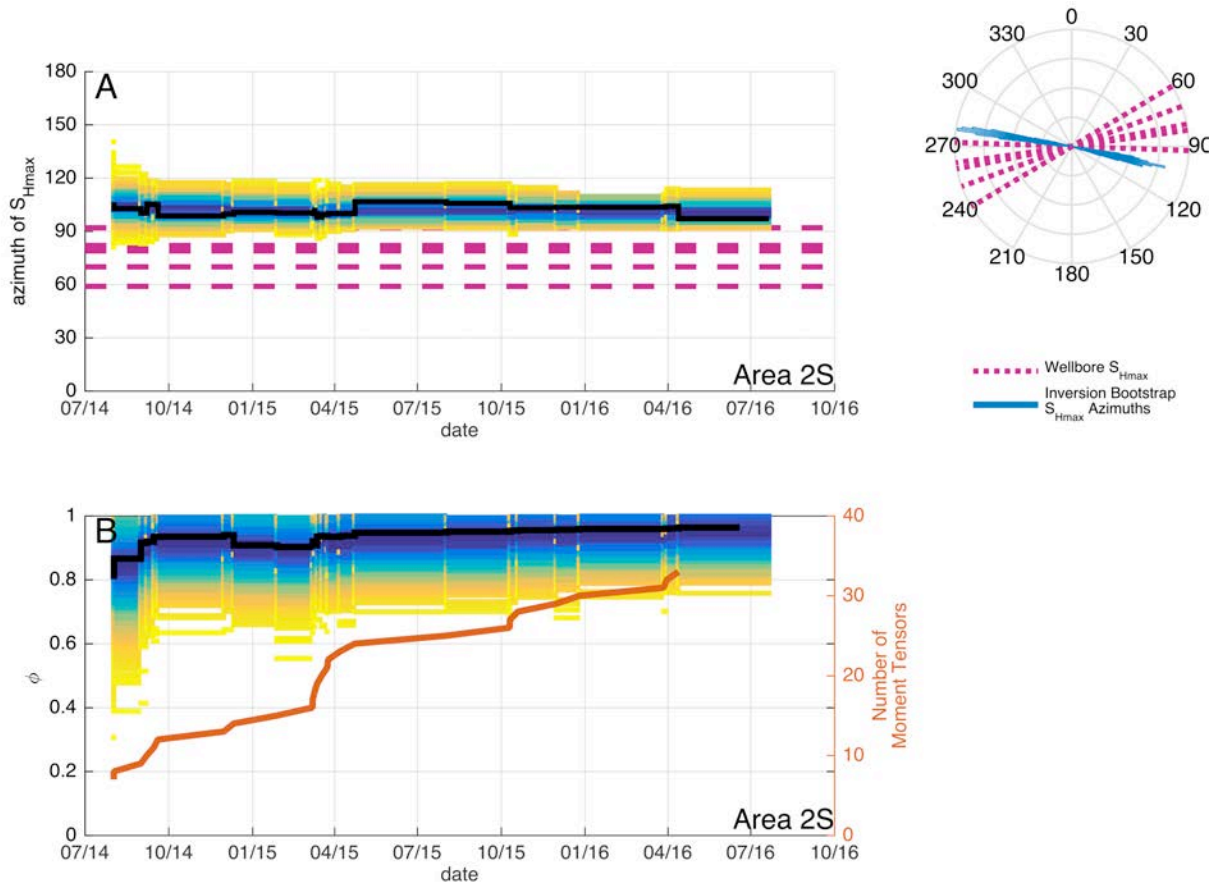 A
azimuth of S_Hmax
180
150
120
90
60
30
0
07/14 10/14 01/15 04/15 07/15 10/15 01/16 04/16 07/16 10/16
date
Area 2S
0
30
60
90
120
150
180
210
240
270
300
330
Wellbore S_Hmax
Inversion Bootstrap
S_Hmax Azimuths
B
ϕ
1
0.8
0.6
0.4
0.2
0
40
30
20
10
0
Number of
Moment Tensors
Area 2S
07/14 10/14 01/15 04/15 07/15 10/15 01/16 04/16 07/16 10/16
date